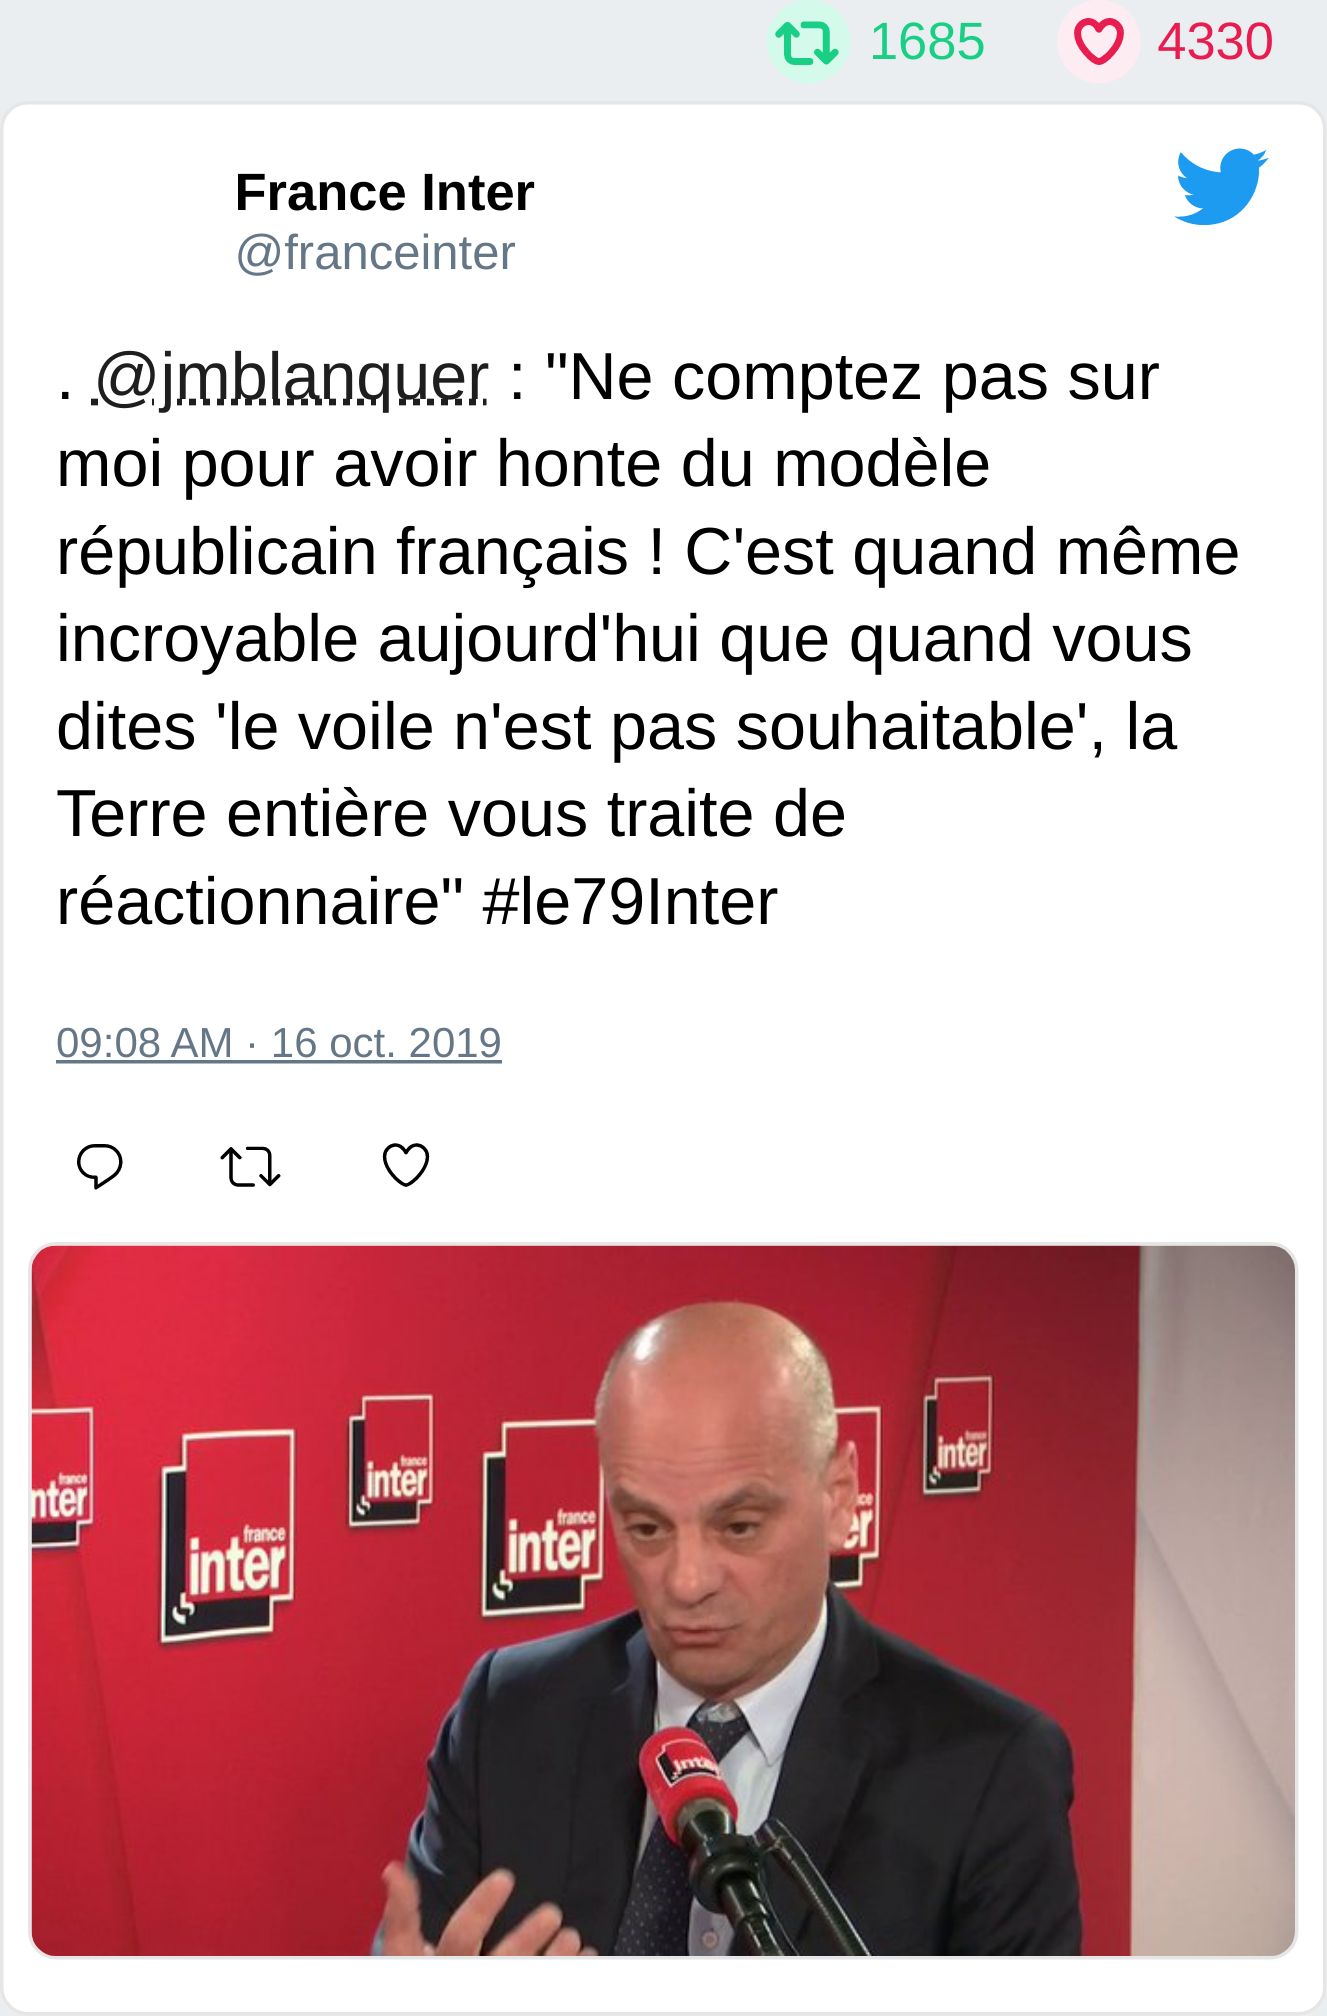 1685 4330
France Inter
@franceinter
. @jmblanquer : "Ne comptez pas sur
moi pour avoir honte du modèle
républicain français ! C'est quand même
incroyable aujourd'hui que quand vous
dites 'le voile n'est pas souhaitable', la
Terre entière vous traite de
réactionnaire" #le79Inter
09:08 AM · 16 oct. 2019
france
inter
france
inter
france
inter
france
inter
france
inter